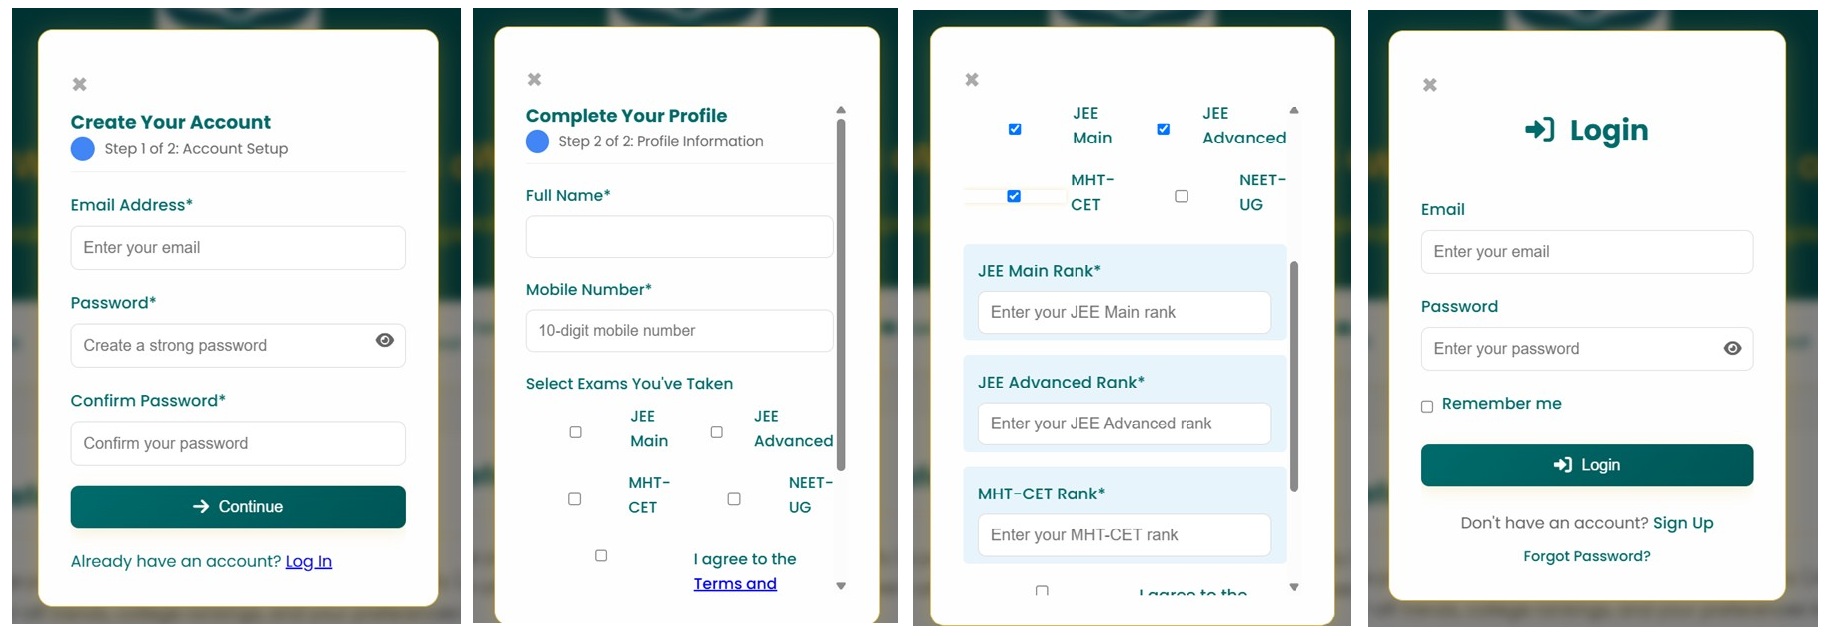 Create Your Account
Step 1 of 2: Account Setup
Email Address*
Enter your email
Password*
Create a strong password
Confirm Password*
Confirm your password
Continue
Already have an account? Log In
Complete Your Profile
Step 2 of 2: Profile Information
Full Name*
Mobile Number*
10-digit mobile number
Select Exams You've Taken
JEE
Main
JEE
Advanced
MHT-
CET
NEET-
UG
I agree to the
Terms and
JEE
Main
JEE
Advanced
MHT-
CET
NEET-
UG
JEE Main Rank*
Enter your JEE Main rank
JEE Advanced Rank*
Enter your JEE Advanced rank
MHT-CET Rank*
Enter your MHT-CET rank
I agree to the
Login
Email
Enter your email
Password
Enter your password
Remember me
Login
Don't have an account? Sign Up
Forgot Password?